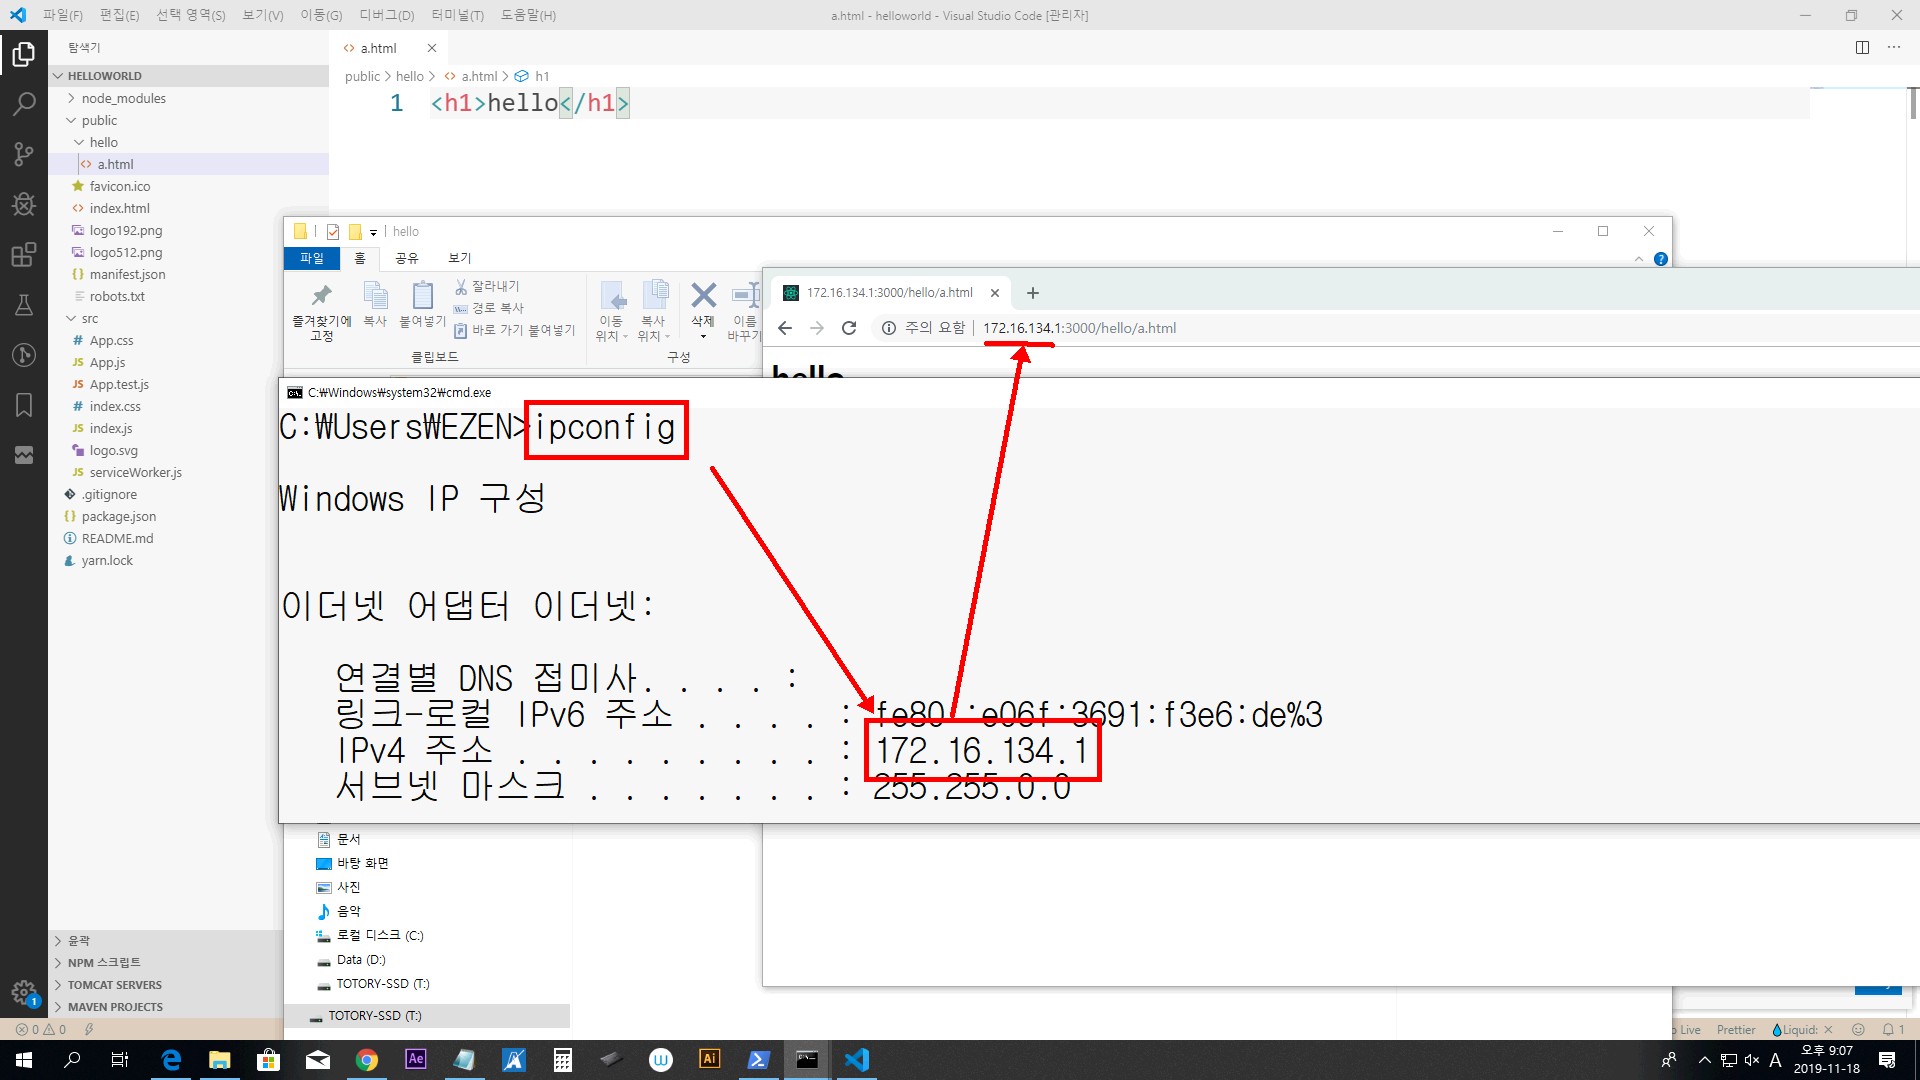 파일(F) 편집(E) 선택 영역(S) 보기(V) 이동(G) 디버그(D) 터미널(T) 도움말(H)
a.html - helloworld - Visual Studio Code [관리자]
탐색기
HELLOWORLD
node_modules
public
hello
a.html
favicon.ico
index.html
logo192.png
logo512.png
manifest.json
robots.txt
src
App.css
App.js
App.test.js
index.css
index.js
logo.svg
serviceWorker.js
.gitignore
package.json
README.md
yarn.lock
윤곽
NPM 스크립트
TOMCAT SERVERS
MAVEN PROJECTS
a.html
public > hello > a.html > h1
1 <h1>hello</h1>
hello
파일 홈 공유 보기
즐겨찾기에 고정
복사
붙여넣기
잘라내기
경로 복사
바로 가기 붙여넣기
클립보드
이동 위치
복사 위치
삭제
이름 바꾸기
구성
172.16.134.1:3000/hello/a.html
주의 요함 | 172.16.134.1:3000/hello/a.html
hello
C:₩Windows₩system32₩cmd.exe
C:₩Users₩EZEN>ipconfig
Windows IP 구성
이더넷 어댑터 이더넷:
연결별 DNS 접미사. . . . :
링크-로컬 IPv6 주소 . . . . : fe80::e06f:3691:f3e6:de%3
IPv4 주소 . . . . . . . . . : 172.16.134.1
서브넷 마스크 . . . . . . . : 255.255.0.0
문서
바탕 화면
사진
음악
로컬 디스크 (C:)
Data (D:)
TOTORY-SSD (T:)
TOTORY-SSD (T:)
0 0
Live Prettier Liquid: 1
1
Ae
Ai
A
오후 9:07
2019-11-18